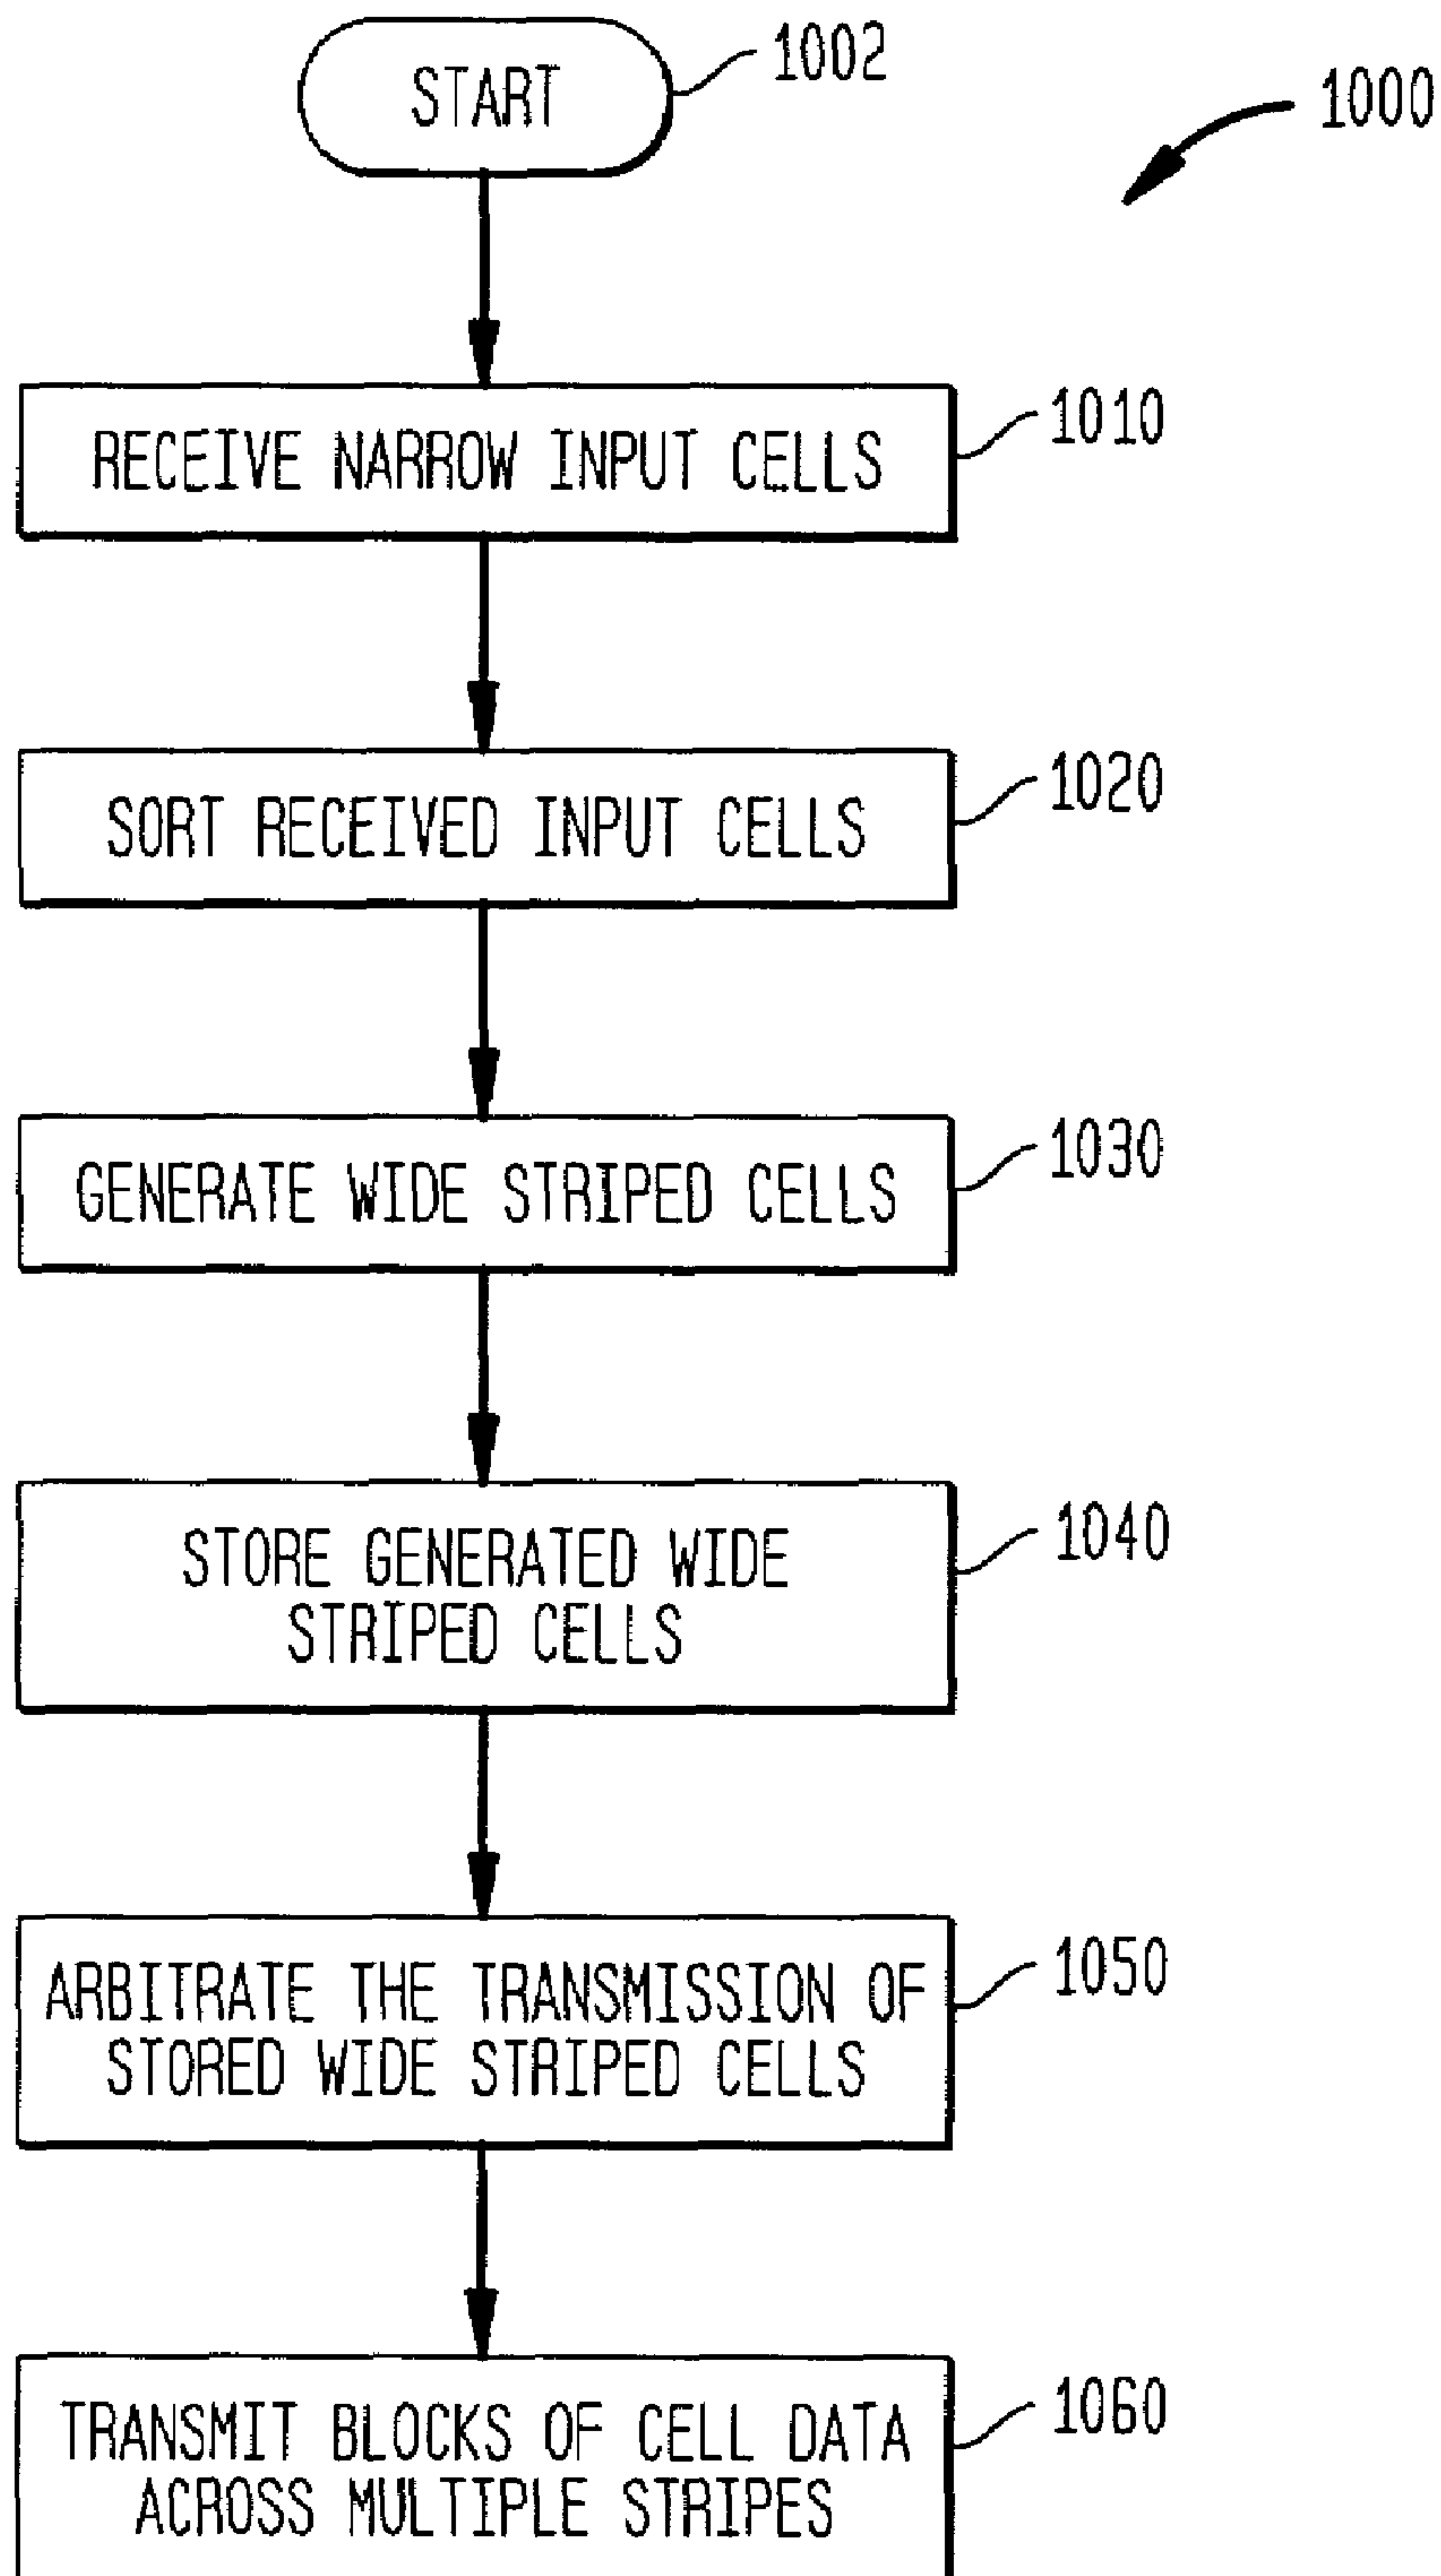 START
1002
1000
RECEIVE NARROW INPUT CELLS
1010
SORT RECEIVED INPUT CELLS
1020
GENERATE WIDE STRIPED CELLS
1030
STORE GENERATED WIDE
STRIPED CELLS
1040
ARBITRATE THE TRANSMISSION OF
STORED WIDE STRIPED CELLS
1050
TRANSMIT BLOCKS OF CELL DATA
ACROSS MULTIPLE STRIPES
1060